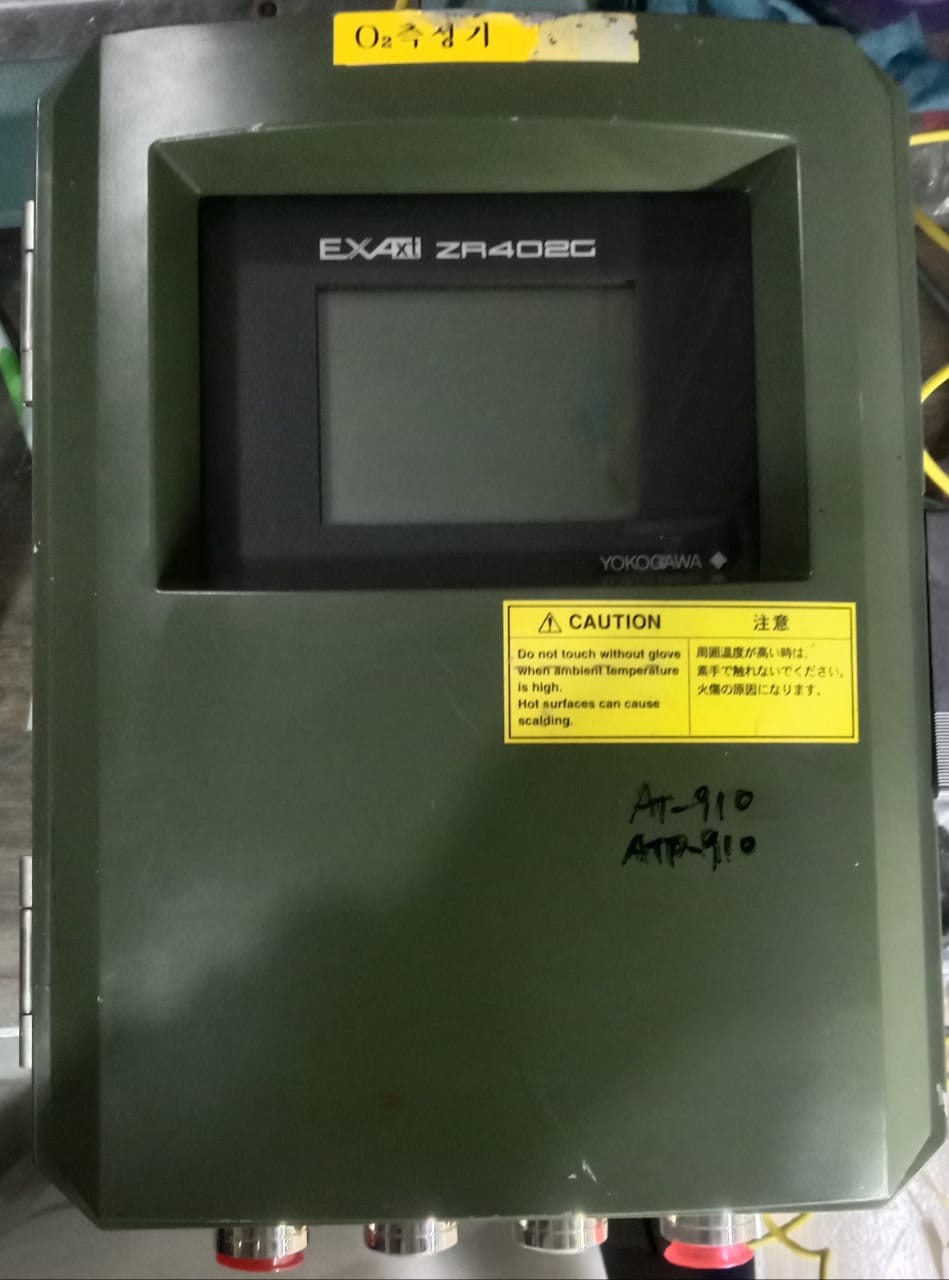 O₂측정기
EXAxt ZR402G
YOKOGAWA
CAUTION
Do not touch without glove
when ambient temperature
is high.
Hot surfaces can cause
scalding.
注意
周囲温度が高い時は、
素手で触れないでください。
火傷の原因になります。
AT-910
ATP-910